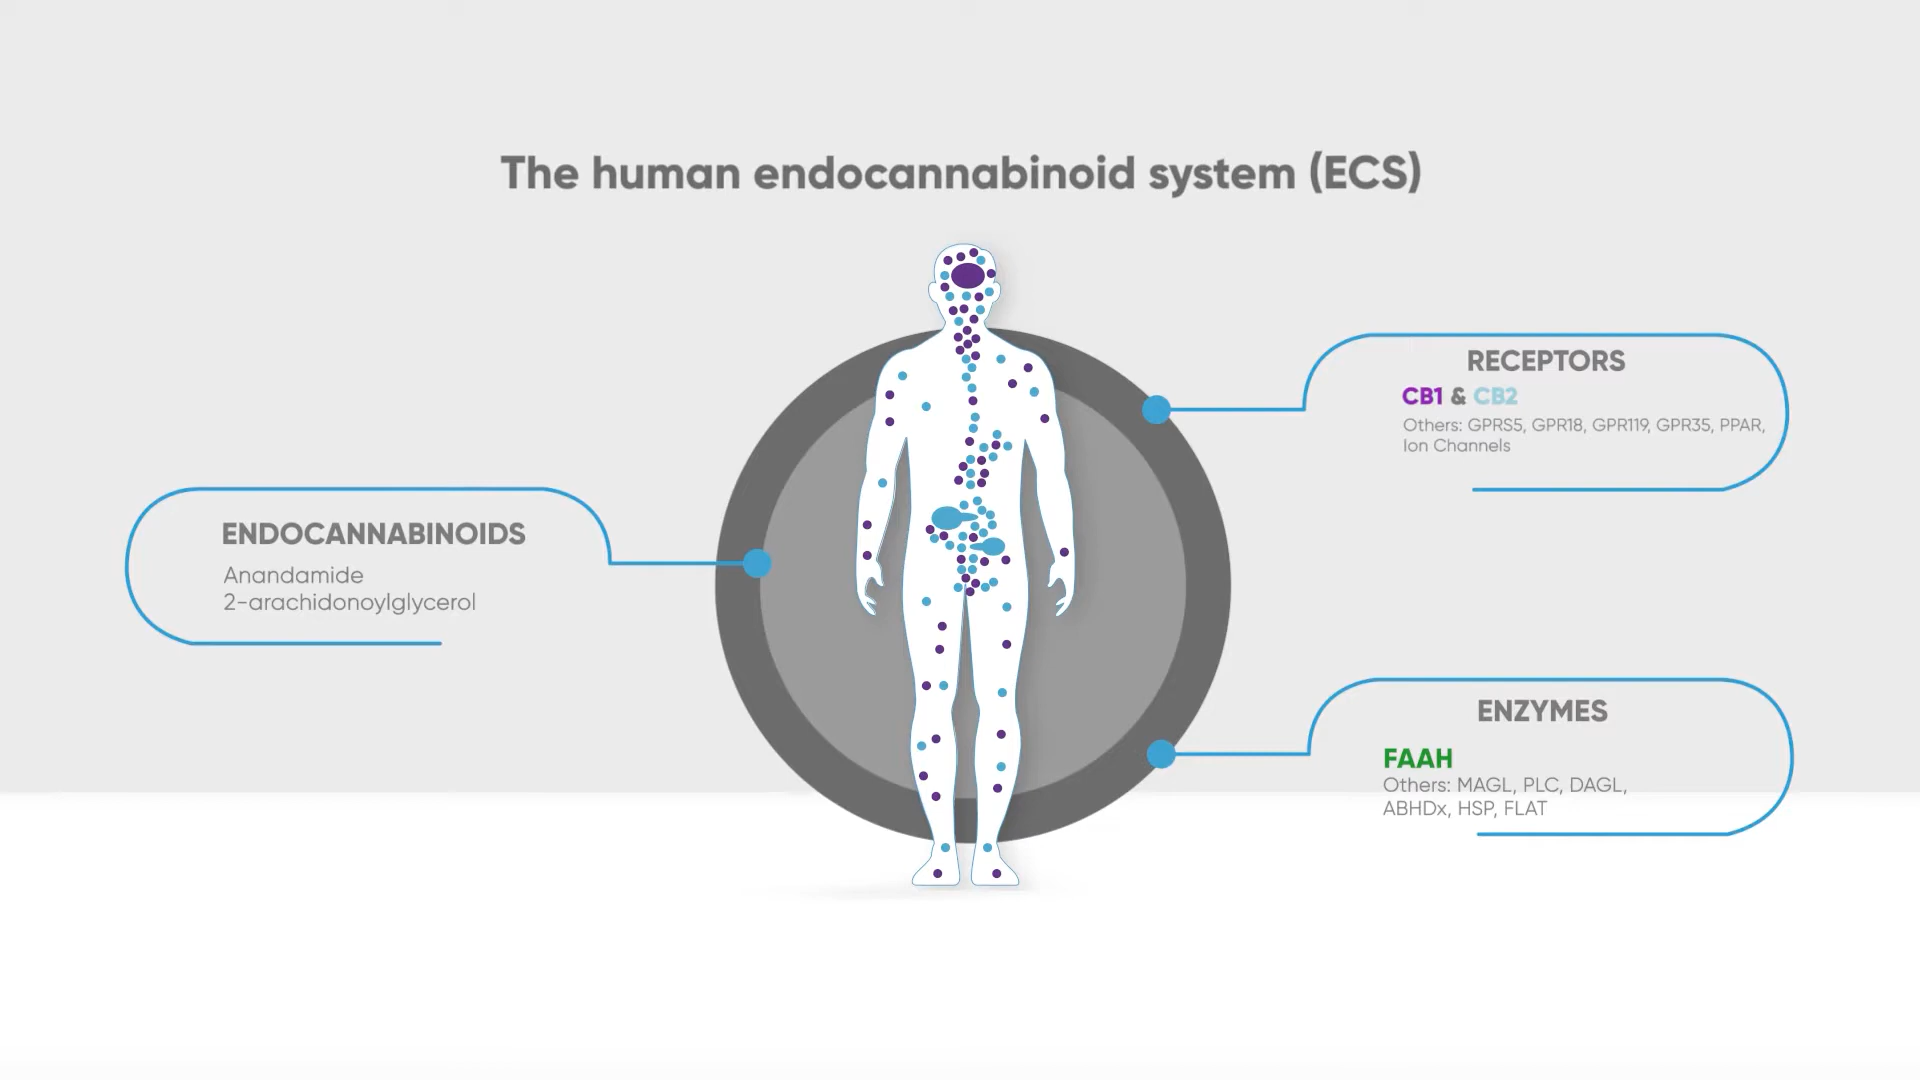 The human endocannabinoid system (ECS)
RECEPTORS
CB1 & CB2
Others: GPRS5, GPR18, GPR119, GPR35, PPAR,
Ion Channels
ENDOCANNABINOIDS
Anandamide
2-arachidonoylglycerol
ENZYMES
FAAH
Others: MAGL, PLC, DAGL,
ABHDx, HSP, FLAT